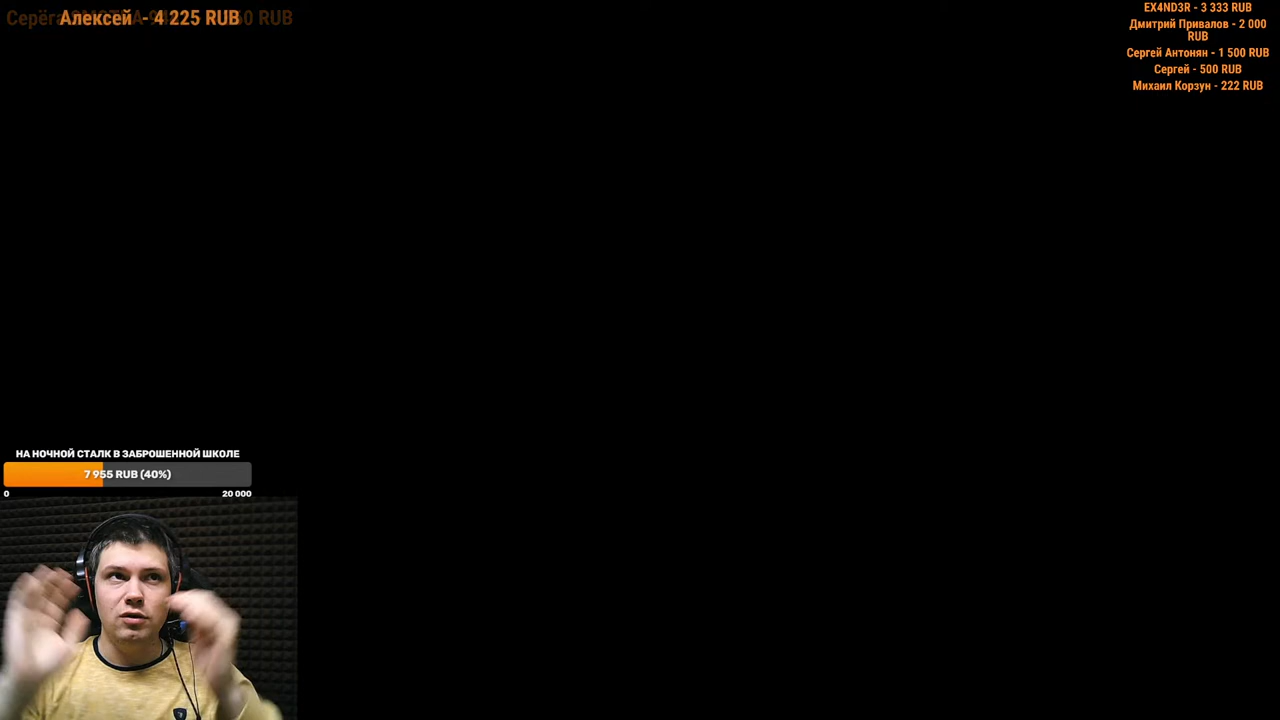 Алексей - 4 225 RUB
EX4ND3R - 3 333 RUB
Дмитрий Привалов - 2 000
RUB
Сергей Антонян - 1 500 RUB
Сергей - 500 RUB
Михаил Корзун - 222 RUB
НА НОЧНОЙ СТАЛК В ЗАБРОШЕННОЙ ШКОЛЕ
7 955 RUB (40%)
0 20 000